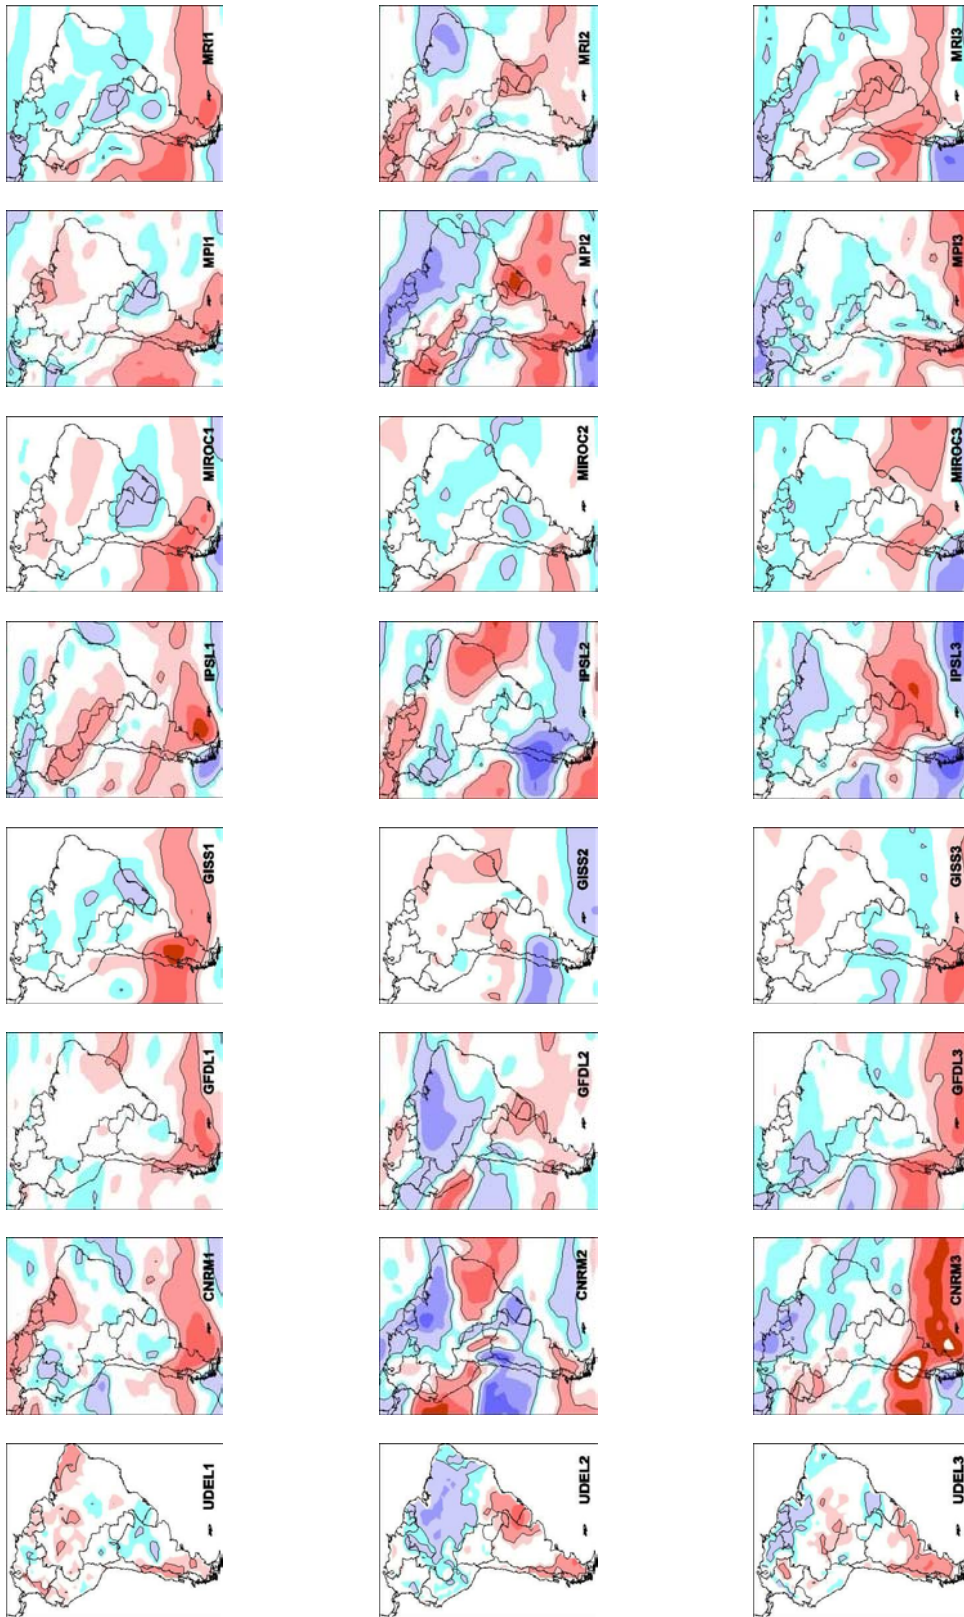 UDEL1
UDEL2
UDEL3
CNRM1
CNRM2
CNRM3
GFDL1
GFDL2
GFDL3
GISS1
GISS2
GISS3
IPSL1
IPSL2
IPSL3
MIROC1
MIROC2
MIROC3
MPI1
MPI2
MPI3
MRI1
MRI2
MRI3